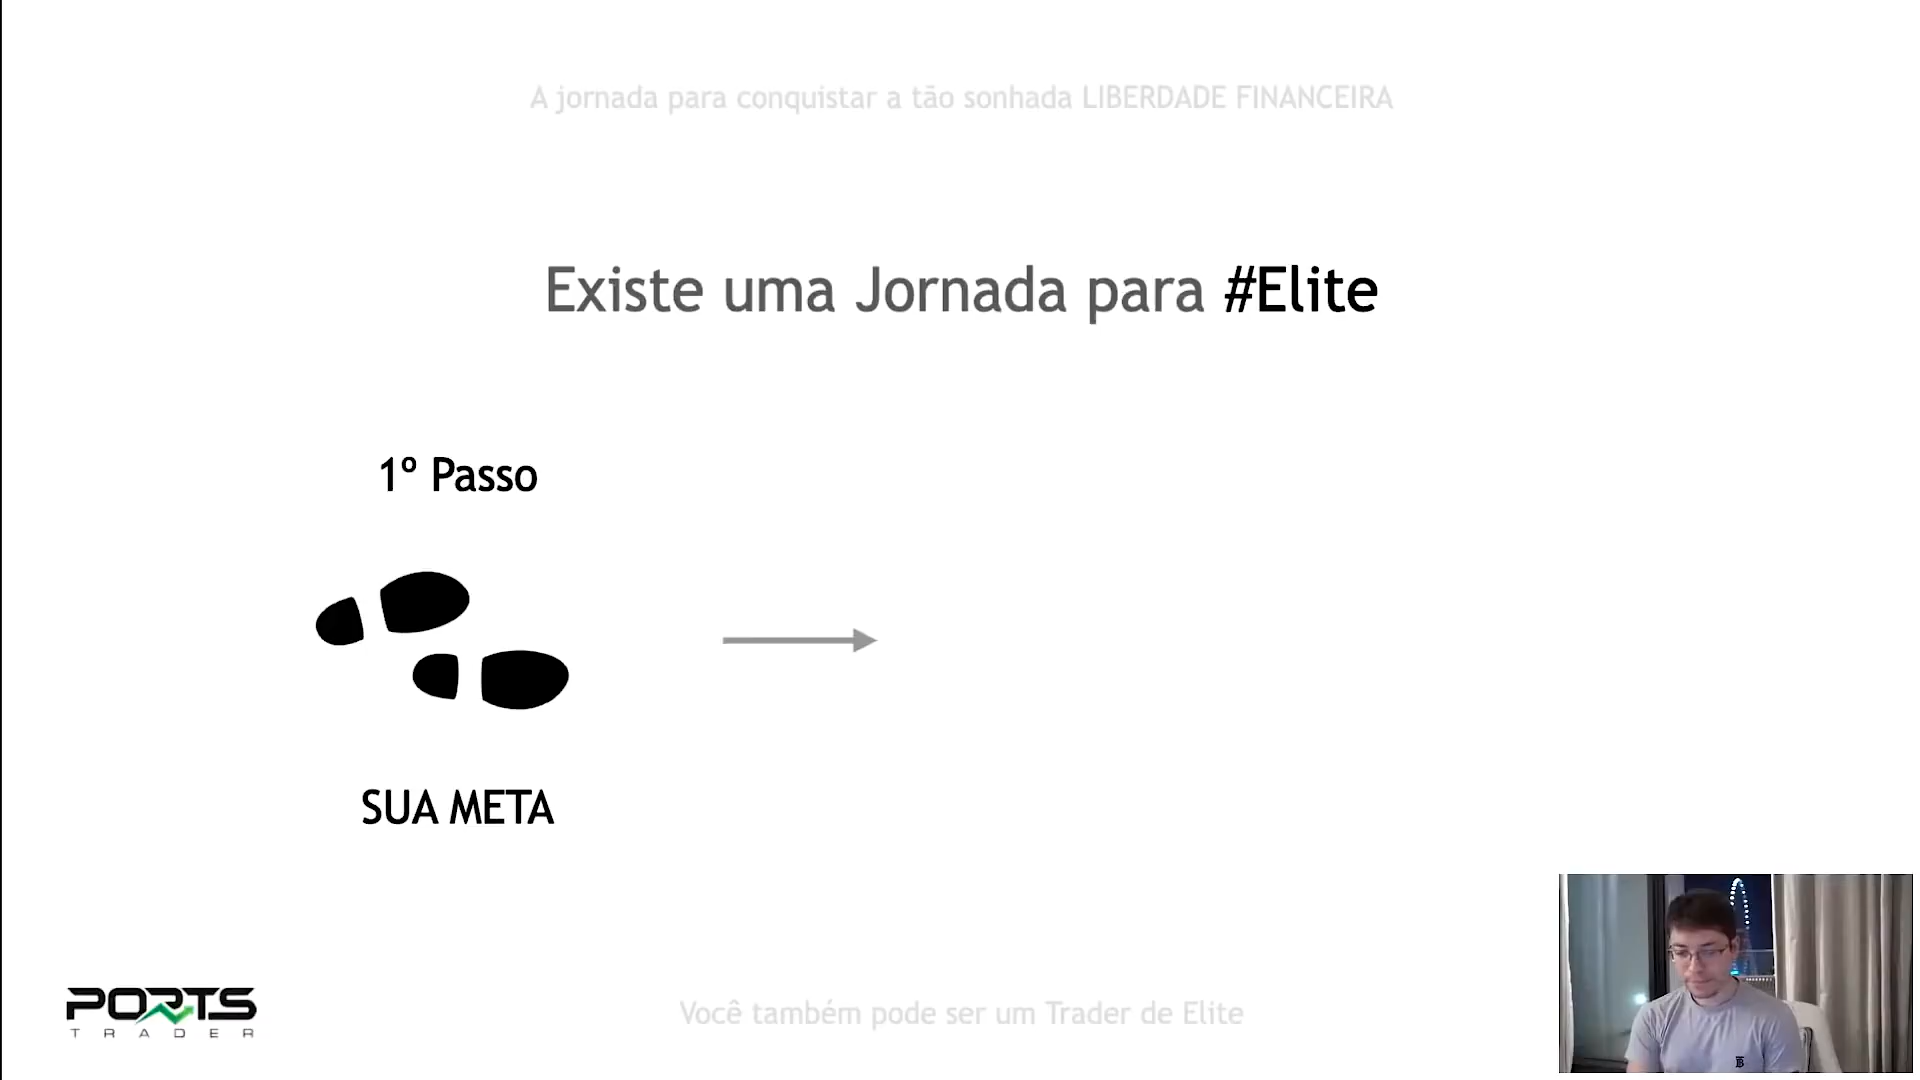 A jornada para conquistar a tão sonhada LIBERDADE FINANCEIRA
Existe uma Jornada para #Elite
1º Passo
SUA META
PORTS
TRADER
Você também pode ser um Trader de Elite